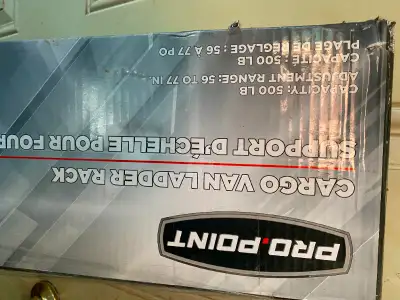 PRO.POINT
CARGO VAN LADDER RACK
SUPPORT D'ÉCHELLE POUR FOUR
CAPACITY: 500 LB
ADJUSTMENT RANGE: 56 TO 77 IN.
CAPACITÉ : 500 LB
PLAGE DE RÉGLAGE : 56 À 77 PO